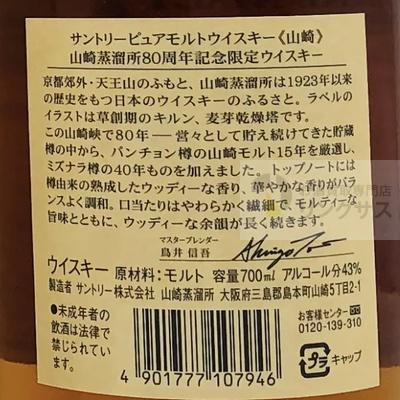 サントリーピュアモルトウイスキー《山崎》
山崎蒸溜所80周年記念限定ウイスキー
京都郊外・天王山のふもと、山崎蒸溜所は1923年以来
の歴史をもつ日本のウイスキーのふるさと。ラベルの
イラストは草創期のキルン、麦芽乾燥塔です。
この山崎峡で80年―営々として貯え続けてきた貯蔵
樽の中から、パンチョン樽の山崎モルト15年を厳選し、
ミズナラ樽の40年ものを加えました。トップノートには
樽由来の熟成したウッディーな香り、華やかな香りがバラ
ンスよく調和。口当たりはやわらかく繊細で、モルティーな
旨味とともに、ウッディーな余韻が長く続きます。
マスターブレンダー
鳥井 信吾
ウイスキー 原材料:モルト 容量700ml アルコール分43%
製造者 サントリー株式会社 山崎蒸溜所 大阪府三島郡島本町山崎5丁目2-1
●未成年者の
飲酒は法律で
禁じられてい
ます。
お客様センター
0120-139-310
プラ キャップ
4 901777 107946